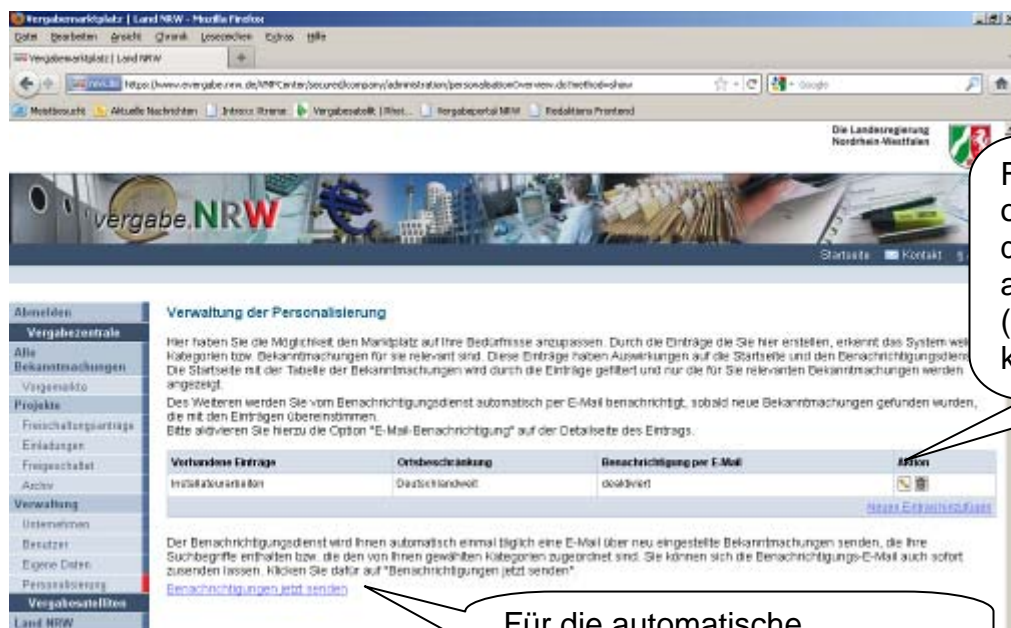 Vergabemarktplatz | Land NRW - Mozilla Firefox
Datei Bearbeiten Ansicht Chronik Lesezeichen Extras Hilfe
Vergabemarktplatz | Land NRW
Google
Meistbesucht Aktuelle Nachrichten Vergabeportal NRW Redaktions Frontend
Die Landesregierung
Nordrhein-Westfalen
vergabe.NRW
Startseite Kontakt
Abmelden
Vergabezentrale
Alle
Bekanntmachungen
Vorgemerkte
Projekte
Freischaltungsanträge
Einladungen
Freigeschaltet
Archiv
Verwaltung
Unternehmen
Benutzer
Eigene Daten
Personalisierung
Vergabesatelliten
Land NRW
Verwaltung der Personalisierung
Hier haben Sie die Möglichkeit den Marktplatz auf Ihre Bedürfnisse anzupassen. Durch die Einträge die Sie hier erstellen, erkennt das System
Kategorien bzw. Bekanntmachungen für sie relevant sind. Diese Einträge haben Auswirkungen auf die Startseite und den
Die Startseite mit der Tabelle der Bekanntmachungen wird durch die Einträge gefiltert und nur die für Sie relevanten Bekanntmachungen werden
angezeigt.
Des Weiteren werden Sie vom Benachrichtigungsdienst automatisch per E-Mail benachrichtigt, sobald neue Bekanntmachungen gefunden wurden,
die mit den Einträgen übereinstimmen.
Bitte aktivieren Sie hierzu die Option "E-Mail-Benachrichtigung" auf der Detailseite des Eintrags.
Vorhandene Einträge Ortsbeschränkung Benachrichtigung per E-Mail Aktion
Installateurarbeiten Deutschlandweit deaktiviert
Neuen Eintrag hinzufügen
Der Benachrichtigungsdienst wird Ihnen automatisch einmal täglich eine E-Mail über neu eingestellte Bekanntmachungen senden, die Ihre
Suchbegriffe enthalten bzw. die den von Ihnen gewählten Kategorien zugeordnet sind. Sie können sich die Benachrichtigungs-E-Mail auch sofort
zusenden lassen. Klicken Sie dafür auf "Benachrichtigungen jetzt senden"
Benachrichtigungen jetzt senden
Für die automatische